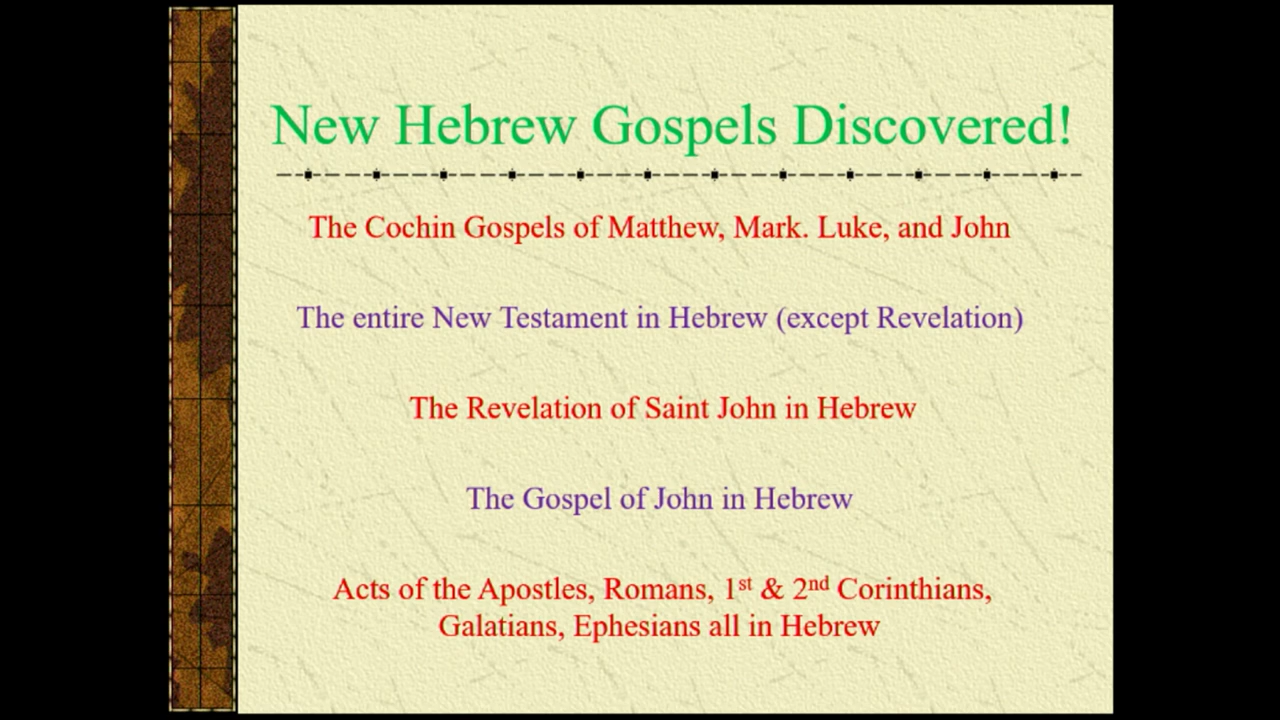 New Hebrew Gospels Discovered!
The Cochin Gospels of Matthew, Mark. Luke, and John
The entire New Testament in Hebrew (except Revelation)
The Revelation of Saint John in Hebrew
The Gospel of John in Hebrew
Acts of the Apostles, Romans, 1st & 2nd Corinthians,
Galatians, Ephesians all in Hebrew